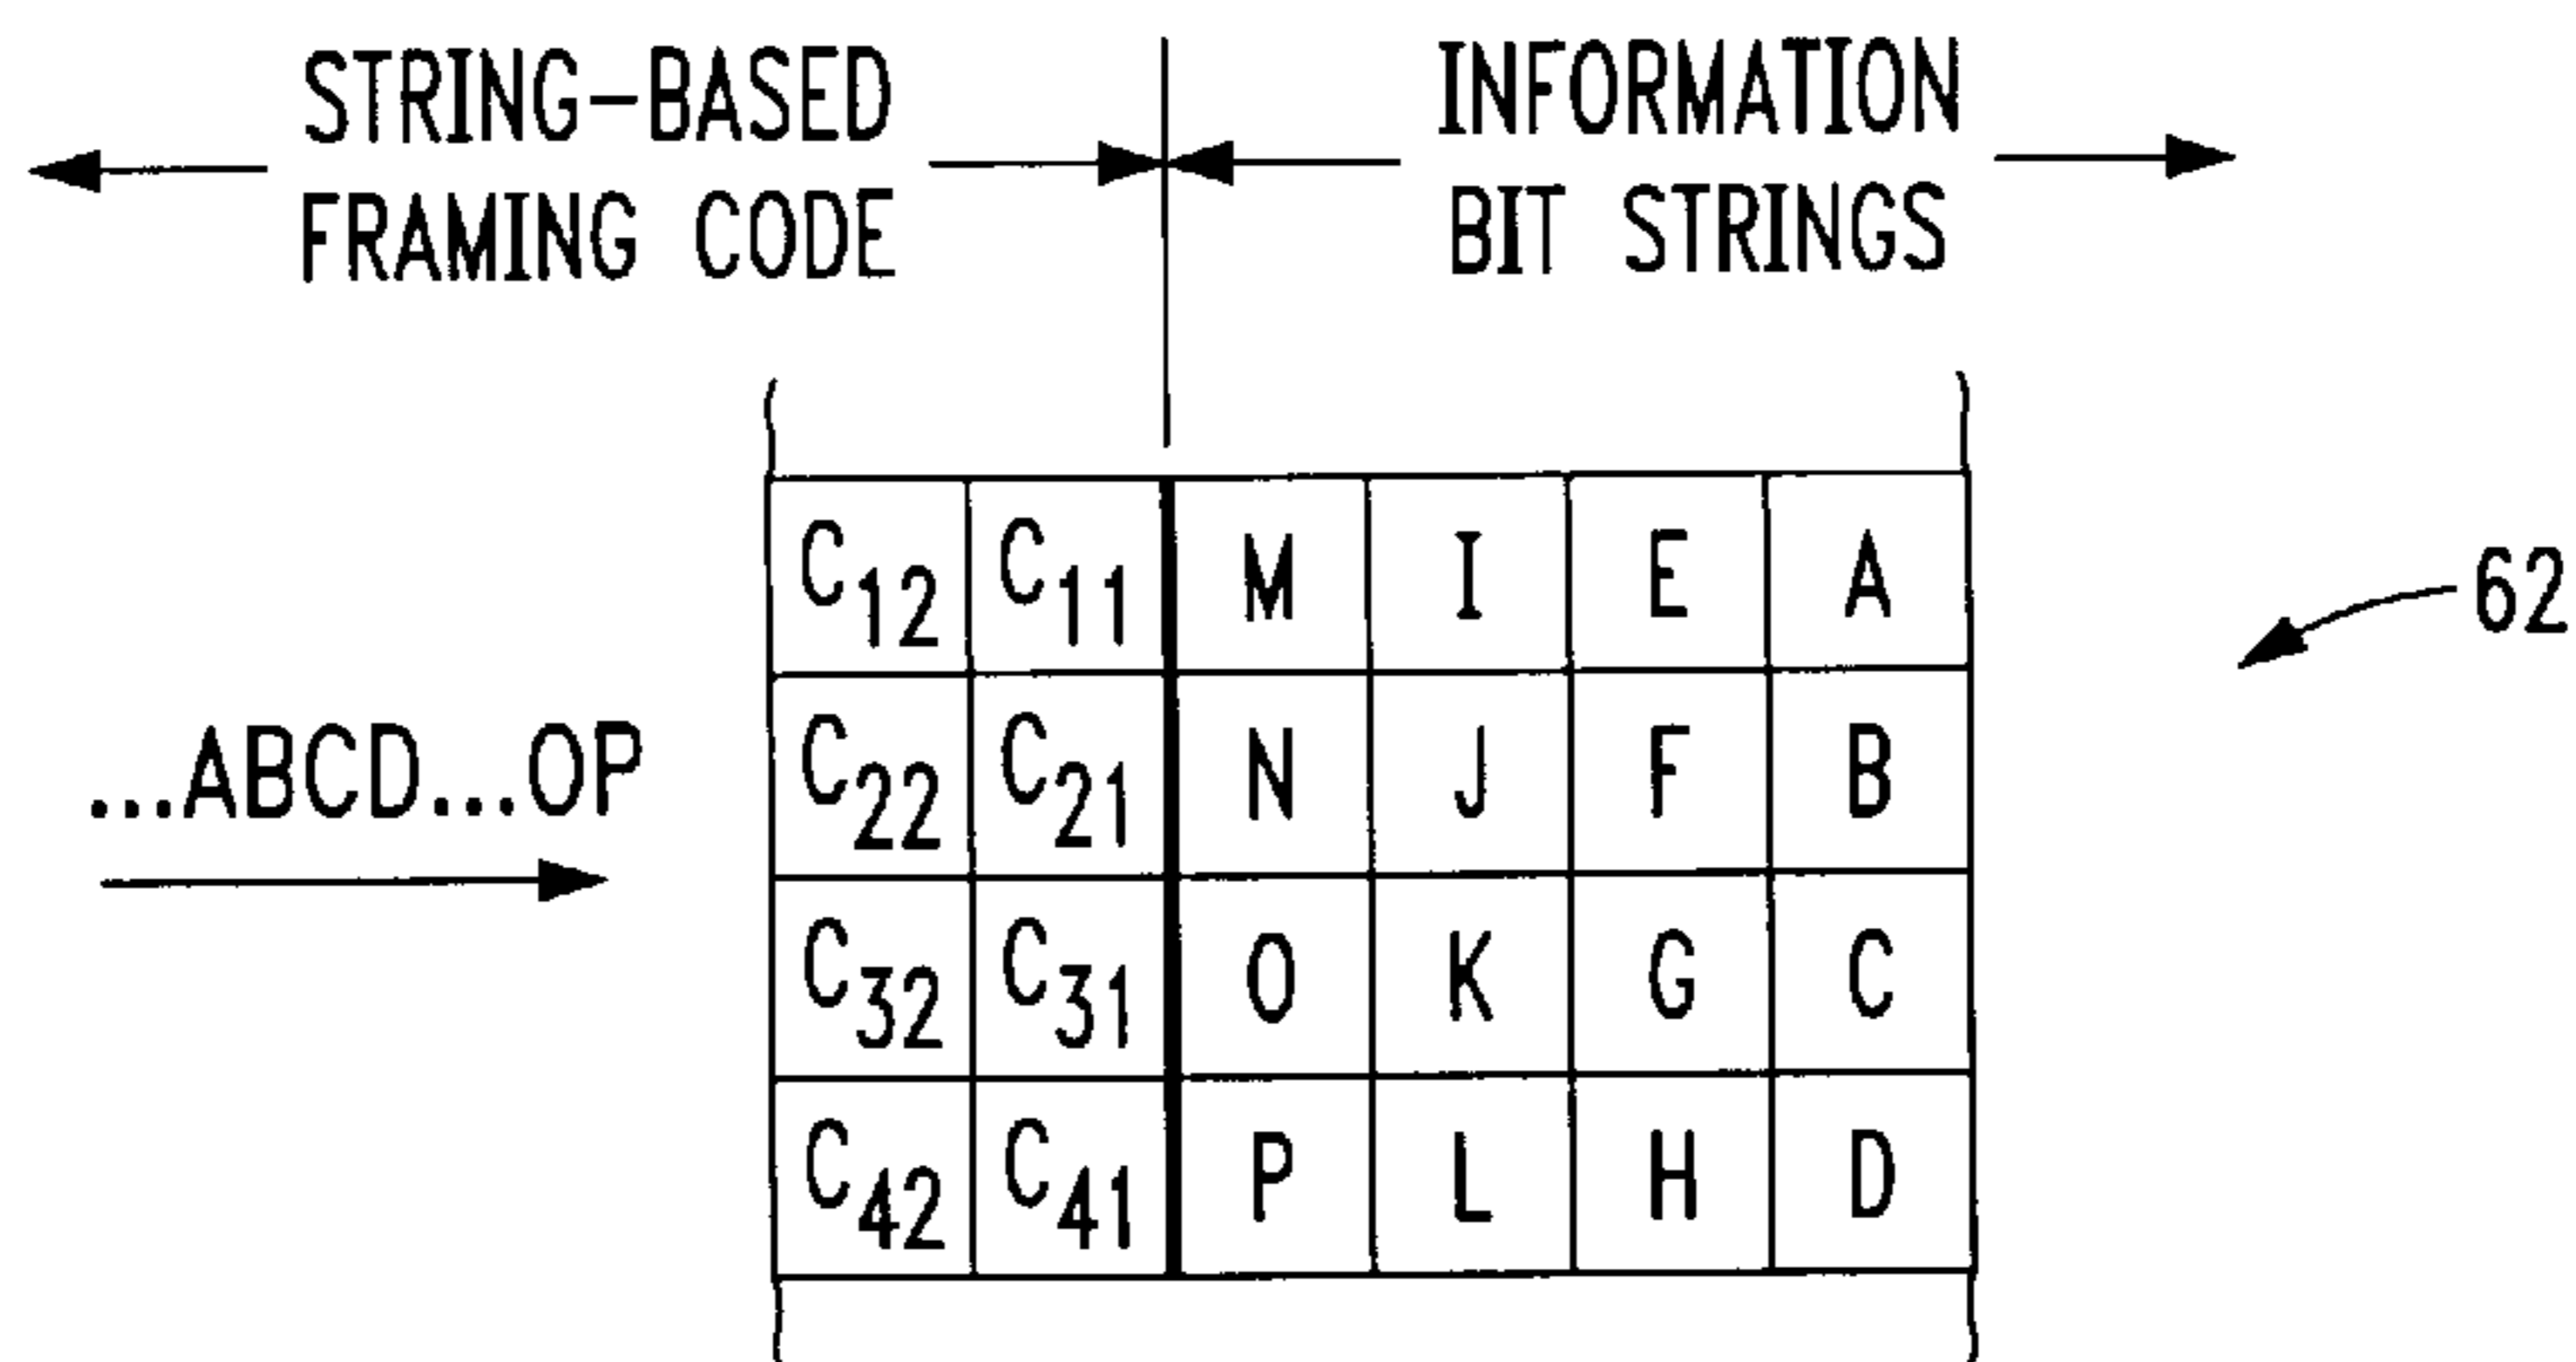 STRING-BASED
FRAMING CODE
INFORMATION
BIT STRINGS
C12 C11 M I E A
62
C22 C21 N J F B
...ABCD...OP
C32 C31 O K G C
C42 C41 P L H D